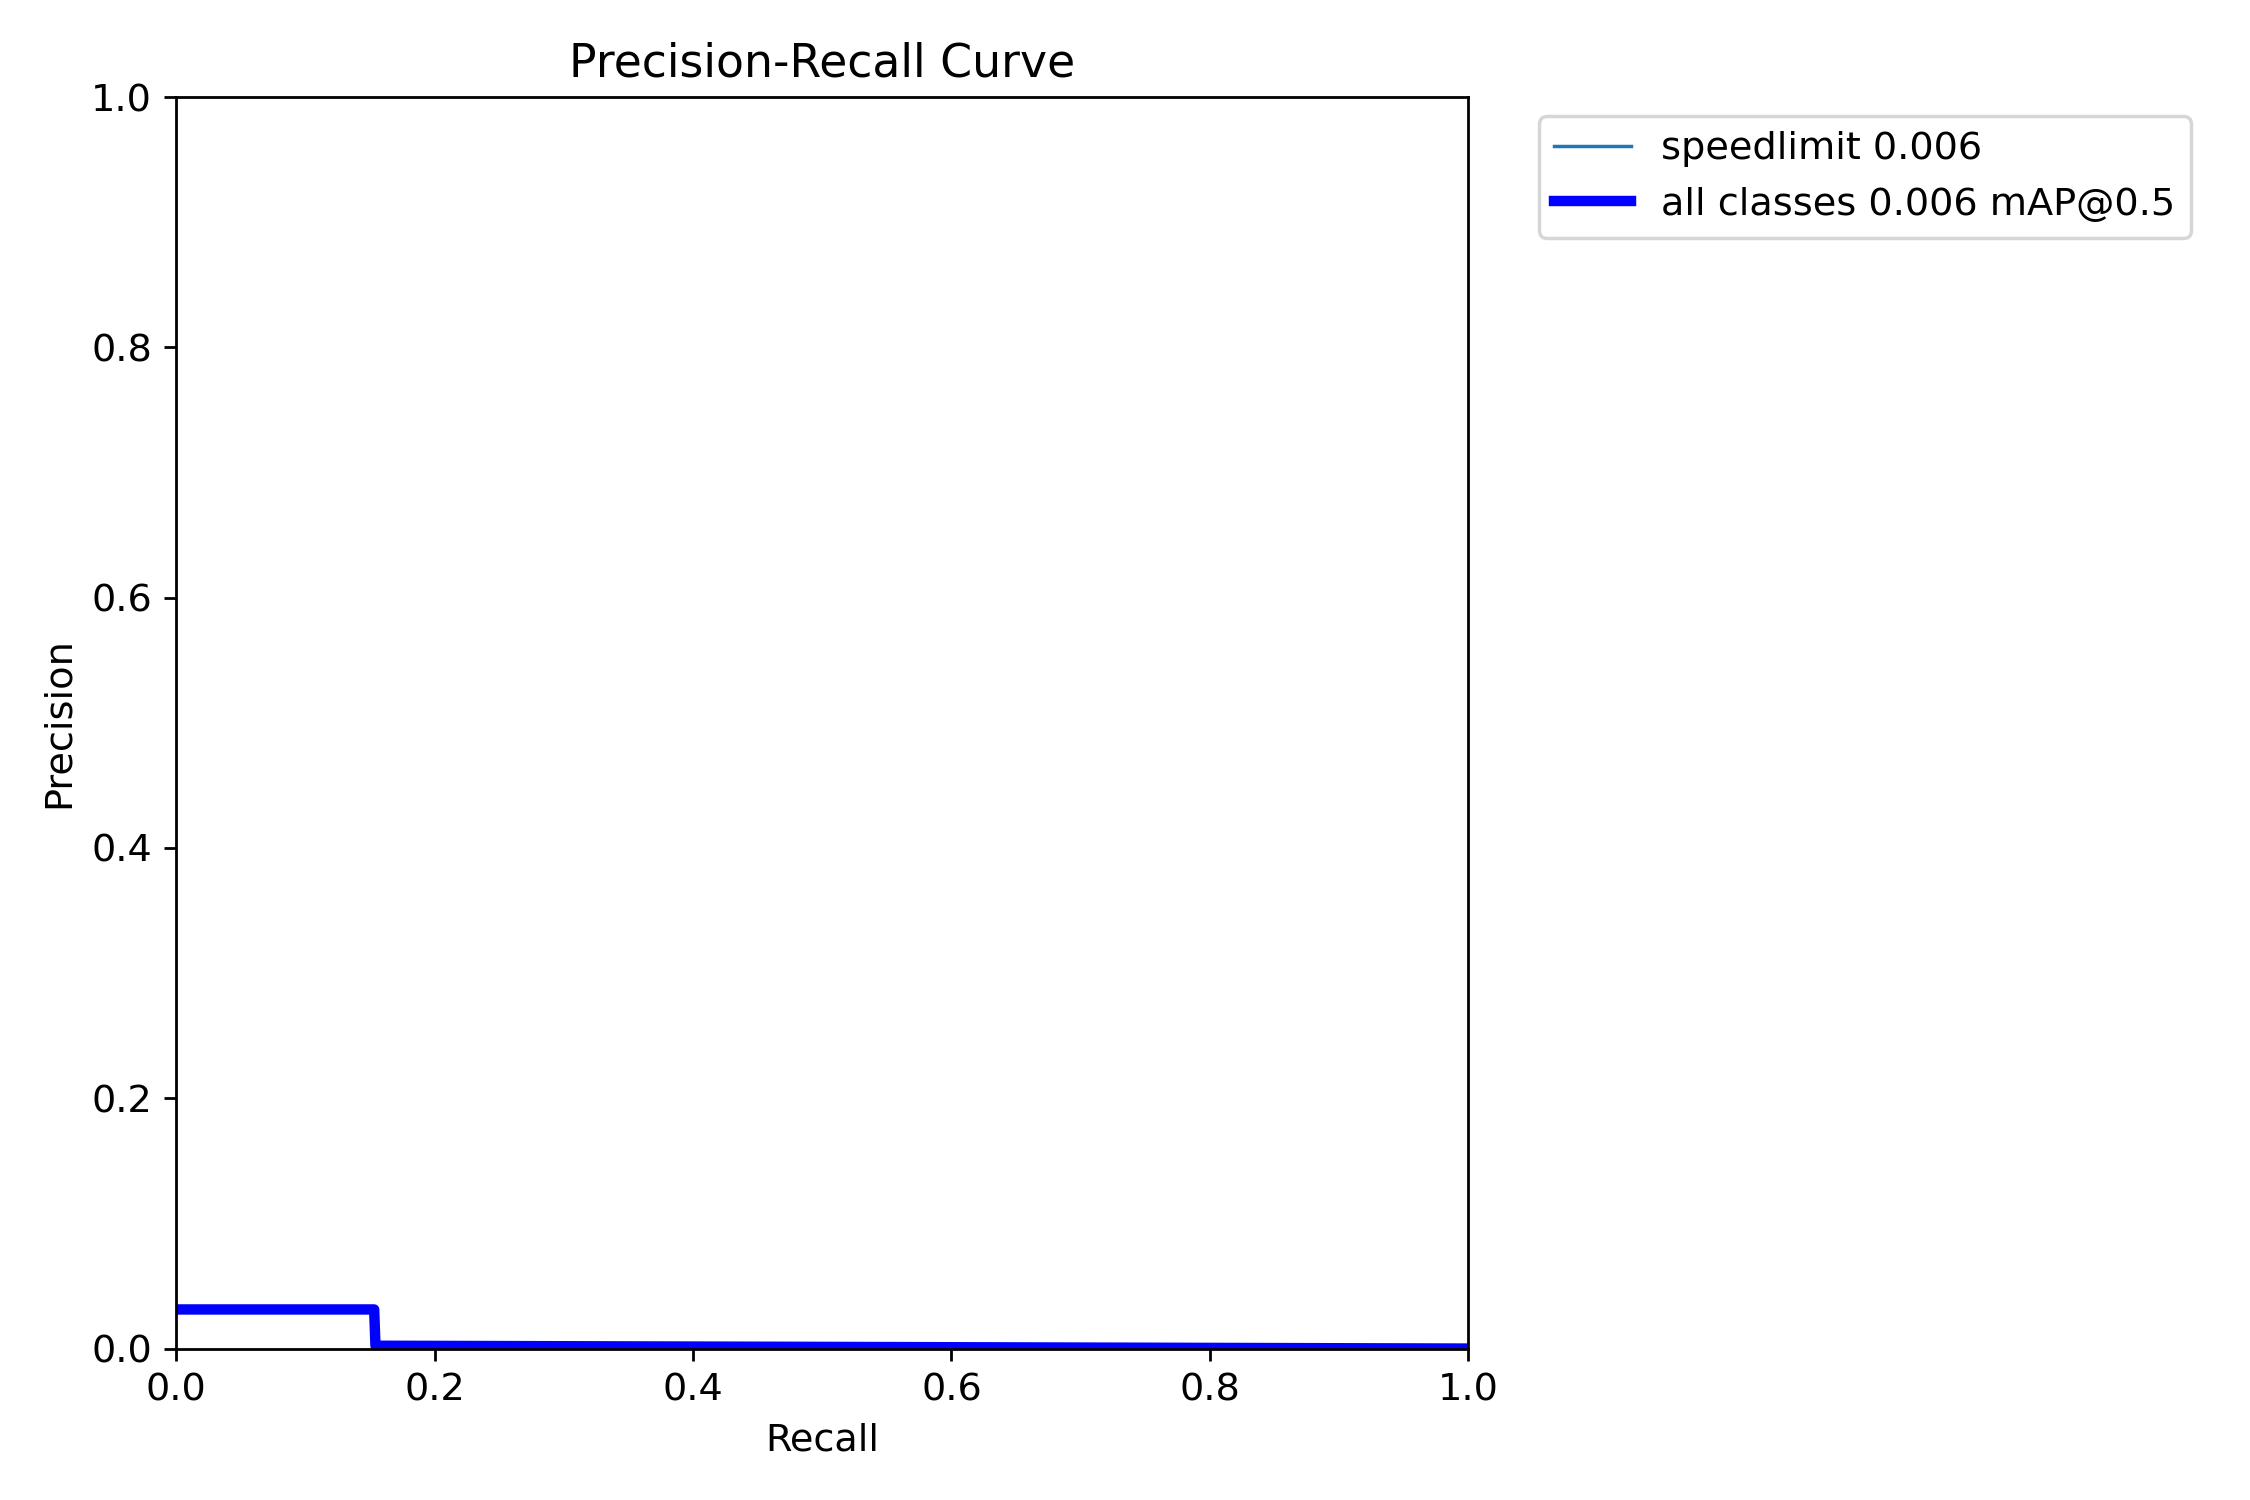 Precision-Recall Curve
1.0
0.8
0.6
0.4
0.2
0.0
Precision
0.0 0.2 0.4 0.6 0.8 1.0
Recall
speedlimit 0.006
all classes 0.006 mAP@0.5